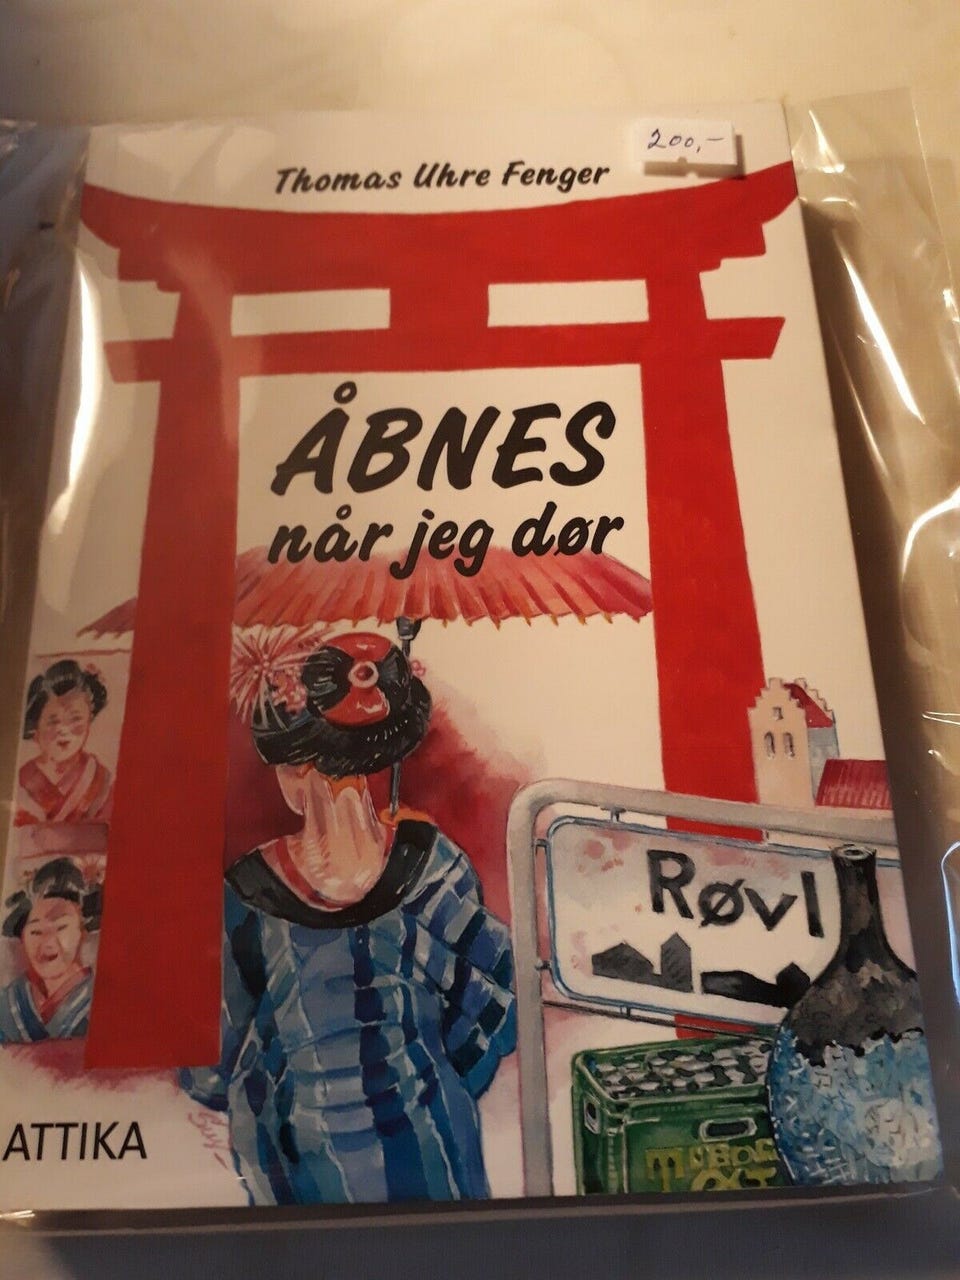 200,-
Thomas Uhre Fenger
ÅBNES
når jeg dør
Røvl
ATTIKA